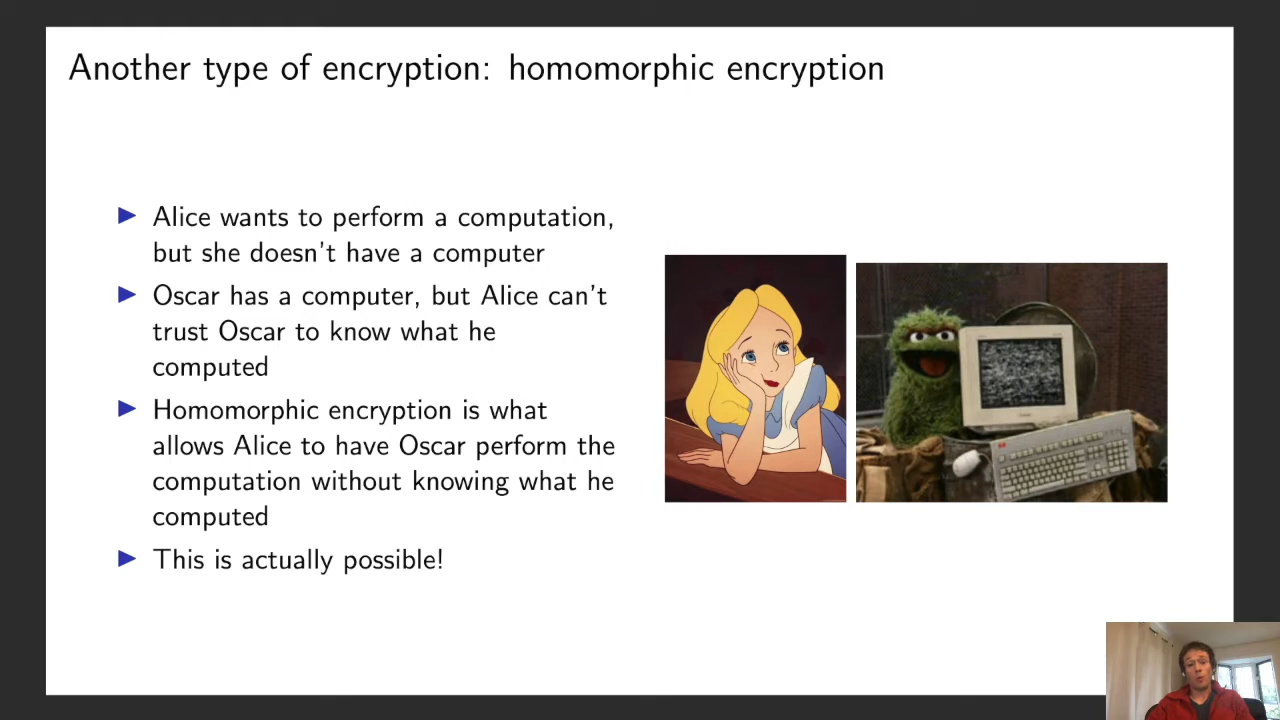 Another type of encryption: homomorphic encryption
▶ Alice wants to perform a computation,
but she doesn't have a computer
▶ Oscar has a computer, but Alice can't
trust Oscar to know what he
computed
▶ Homomorphic encryption is what
allows Alice to have Oscar perform the
computation without knowing what he
computed
▶ This is actually possible!